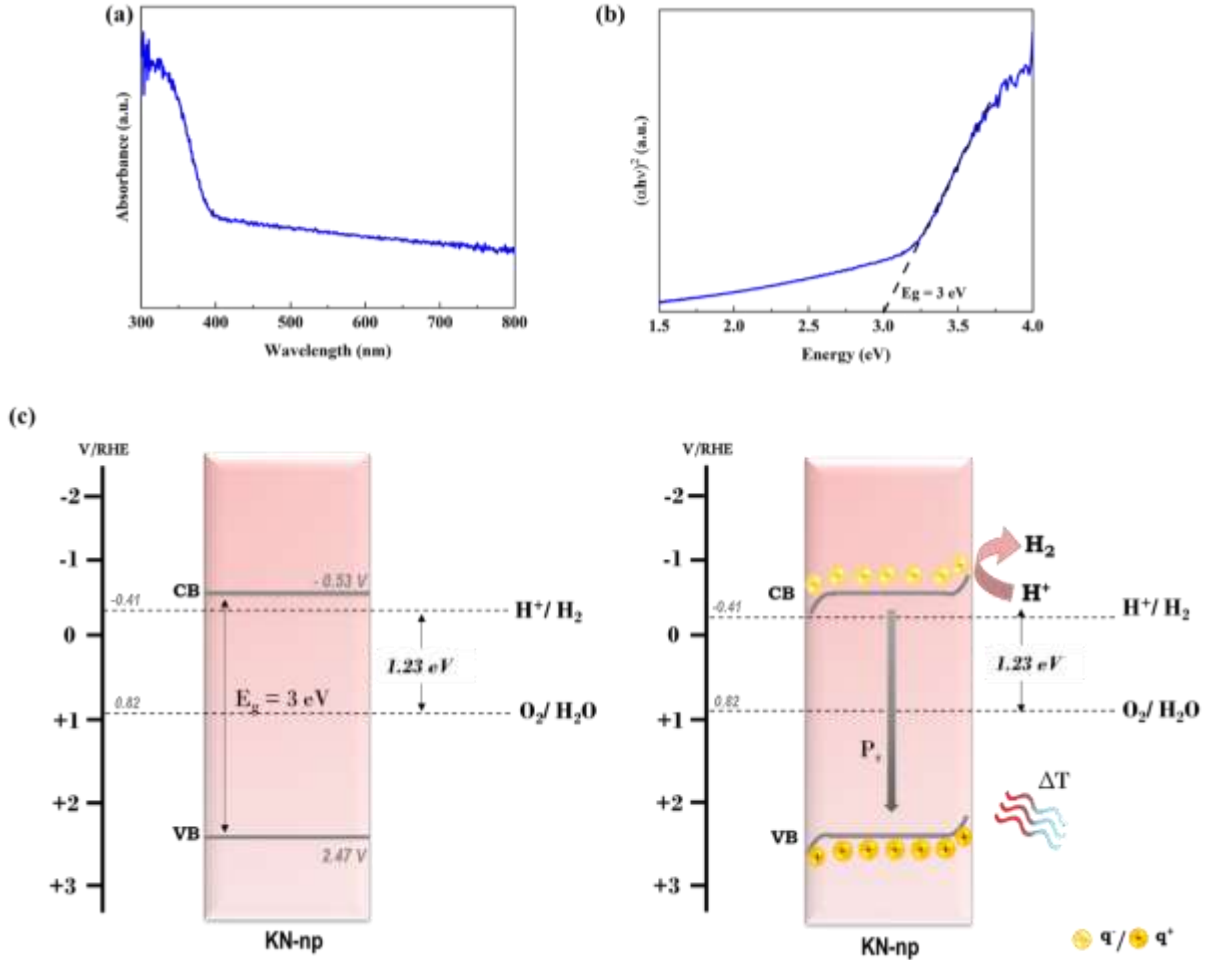 (a)
Absorbance (a.u.)
300 400 500 600 700 800
Wavelength (nm)
(b)
(αhν)² (a.u.)
Eg = 3 eV
1.5 2.0 2.5 3.0 3.5 4.0
Energy (eV)
(c)
V/RHE
-2
-1
0
+1
+2
+3
CB
- 0.53 V
-0.41
H⁺/ H₂
1.23 eV
E_g = 3 eV
0.82
O₂/ H₂O
VB
2.47 V
KN-np
V/RHE
-2
-1
0
+1
+2
+3
H₂
H⁺
CB
-0.41
H⁺/ H₂
1.23 eV
0.82
O₂/ H₂O
ΔT
VB
KN-np
q⁻/ q⁺